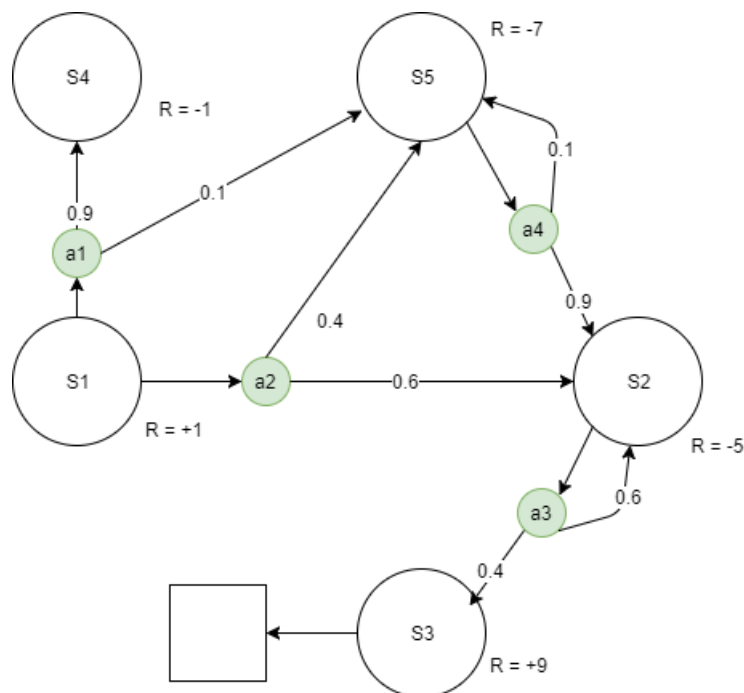 R = -7
S4
S5
R = -1
0.1
0.1
0.9
a4
a1
0.9
0.4
S1
a2
0.6
S2
R = +1
R = -5
0.6
a3
0.4
S3
R = +9